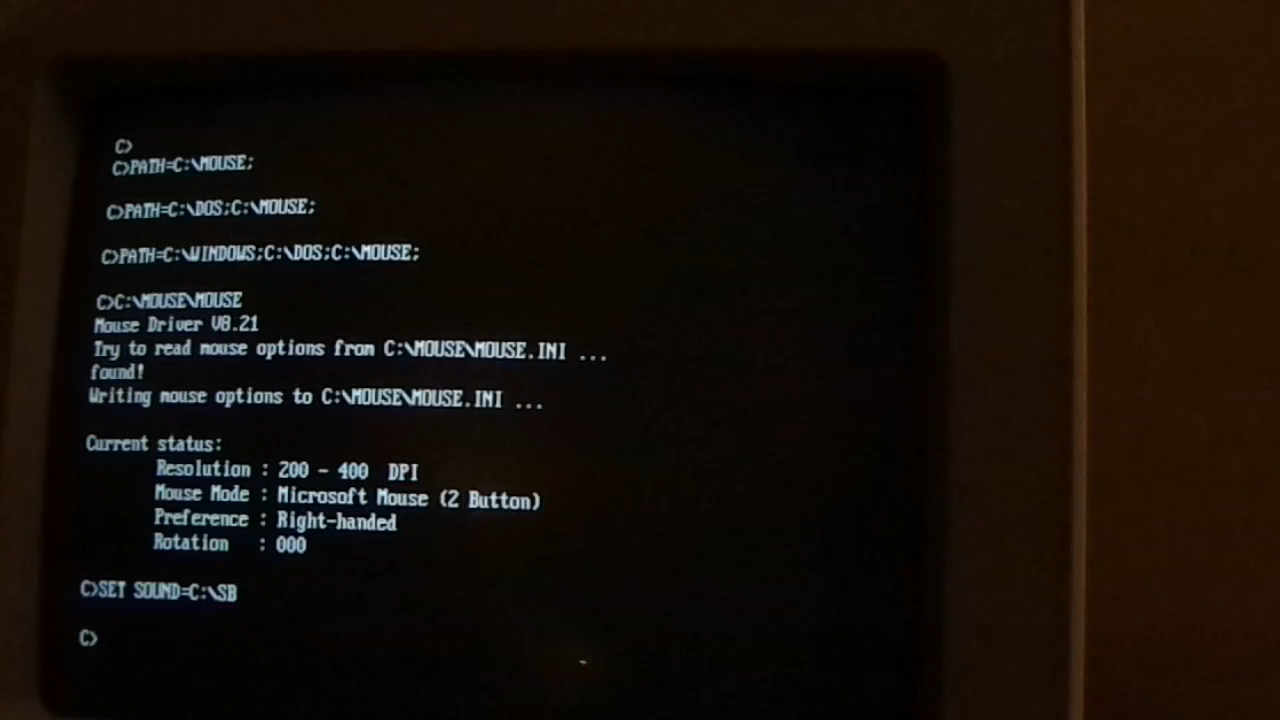 C>
C>PATH=C:\MOUSE;
C>PATH=C:\DOS;C:\MOUSE;
C>PATH=C:\WINDOWS;C:\DOS;C:\MOUSE;
C>C:\MOUSE\MOUSE
Mouse Driver V8.21
Try to read mouse options from C:\MOUSE\MOUSE.INI ...
found!
Writing mouse options to C:\MOUSE\MOUSE.INI ...
Current status:
Resolution : 200 - 400 DPI
Mouse Mode : Microsoft Mouse (2 Button)
Preference : Right-handed
Rotation : 000
C>SET SOUND=C:\SB
C>